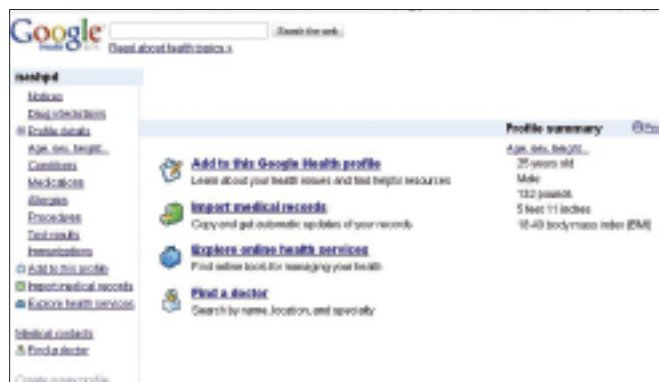 Google
Health
Search the web
Read about health topics »
nashpd
Notices
Drug interactions
Profile details
Age, sex, height...
Conditions
Medications
Allergies
Procedures
Test results
Immunizations
Add to this profile
Import medical records
Explore health services
Medical contacts
Find a doctor
Create new profile
Add to this Google Health profile
Learn about your health issues and find helpful resources
Import medical records
Copy and get automatic updates of your records
Explore online health services
Find online tools for managing your health
Find a doctor
Search by name, location, and specialty
Profile summary
Age, sex, height...
25 years old
Male
132 pounds
5 feet 11 inches
18.40 body mass index (BMI)